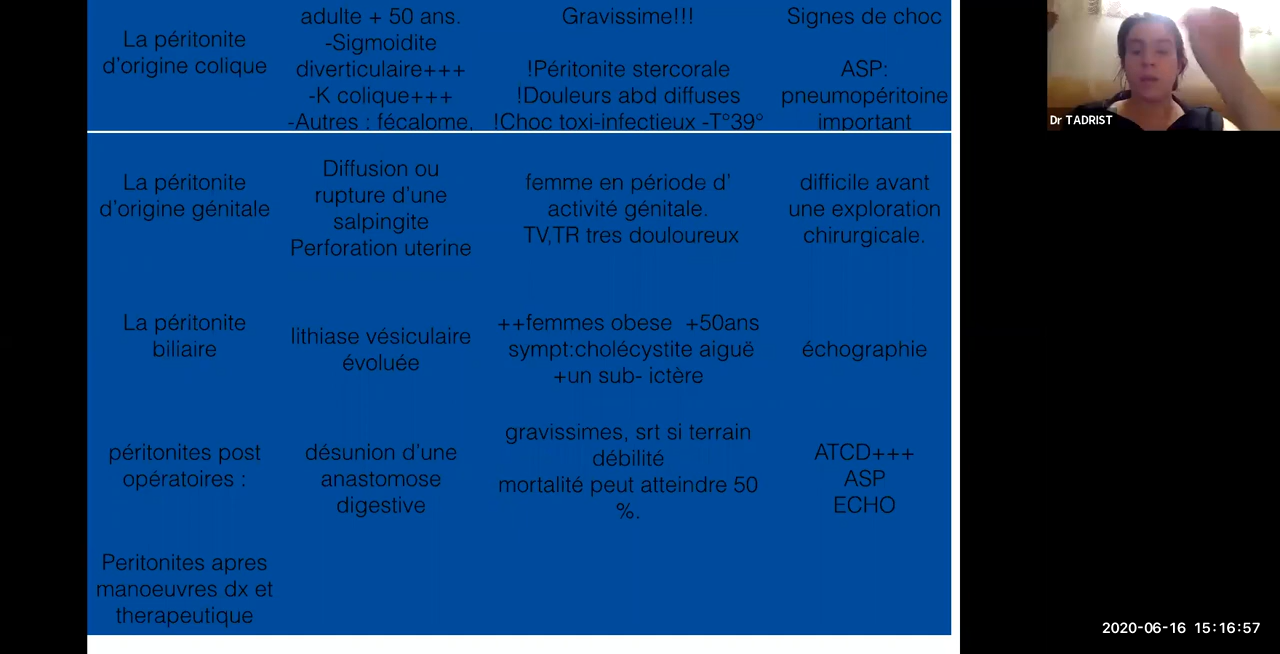 La péritonite
d'origine colique
adulte + 50 ans.
-Sigmoidite
diverticulaire+++
-K colique+++
-Autres : fécalome,
Gravissime!!!
!Péritonite stercorale
!Douleurs abd diffuses
!Choc toxi-infectieux -T°39°
Signes de choc
ASP:
pneumopéritoine
important
La péritonite
d'origine génitale
Diffusion ou
rupture d'une
salpingite
Perforation uterine
femme en période d'
activité génitale.
TV,TR tres douloureux
difficile avant
une exploration
chirurgicale.
La péritonite
biliaire
lithiase vésiculaire
évoluée
++femmes obese +50ans
sympt:cholécystite aiguë
+un sub- ictère
échographie
péritonites post
opératoires :
désunion d'une
anastomose
digestive
gravissimes, srt si terrain
débilité
mortalité peut atteindre 50
%.
ATCD+++
ASP
ECHO
Peritonites apres
manoeuvres dx et
therapeutique
Dr TADRIST
2020-06-16 15:16:57